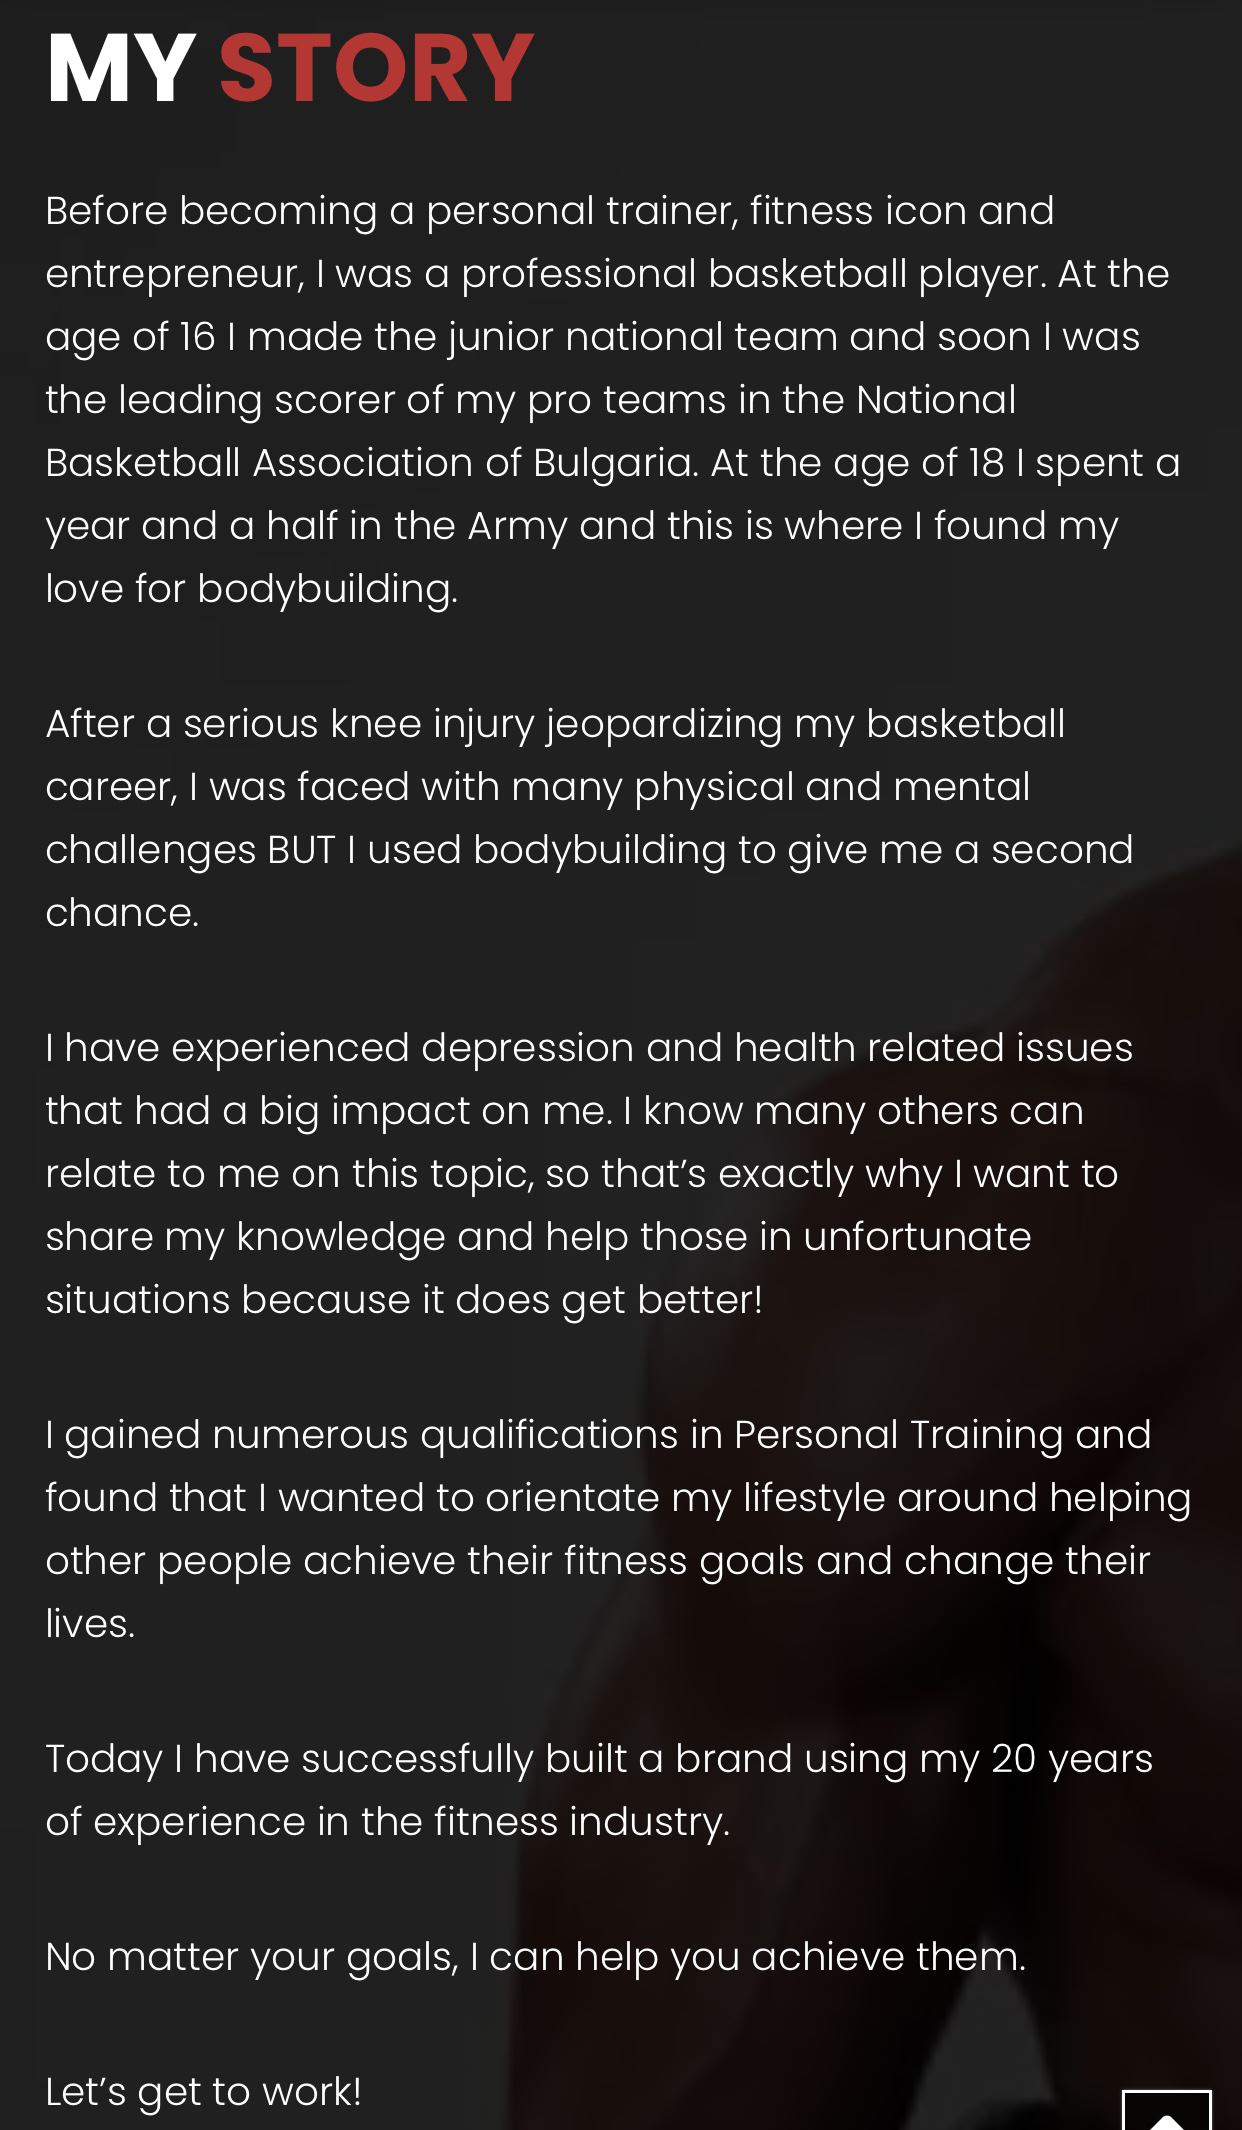 MY STORY
Before becoming a personal trainer, fitness icon and
entrepreneur, I was a professional basketball player. At the
age of 16 I made the junior national team and soon I was
the leading scorer of my pro teams in the National
Basketball Association of Bulgaria. At the age of 18 I spent a
year and a half in the Army and this is where I found my
love for bodybuilding.
After a serious knee injury jeopardizing my basketball
career, I was faced with many physical and mental
challenges BUT I used bodybuilding to give me a second
chance.
I have experienced depression and health related issues
that had a big impact on me. I know many others can
relate to me on this topic, so that’s exactly why I want to
share my knowledge and help those in unfortunate
situations because it does get better!
I gained numerous qualifications in Personal Training and
found that I wanted to orientate my lifestyle around helping
other people achieve their fitness goals and change their
lives.
Today I have successfully built a brand using my 20 years
of experience in the fitness industry.
No matter your goals, I can help you achieve them.
Let’s get to work!